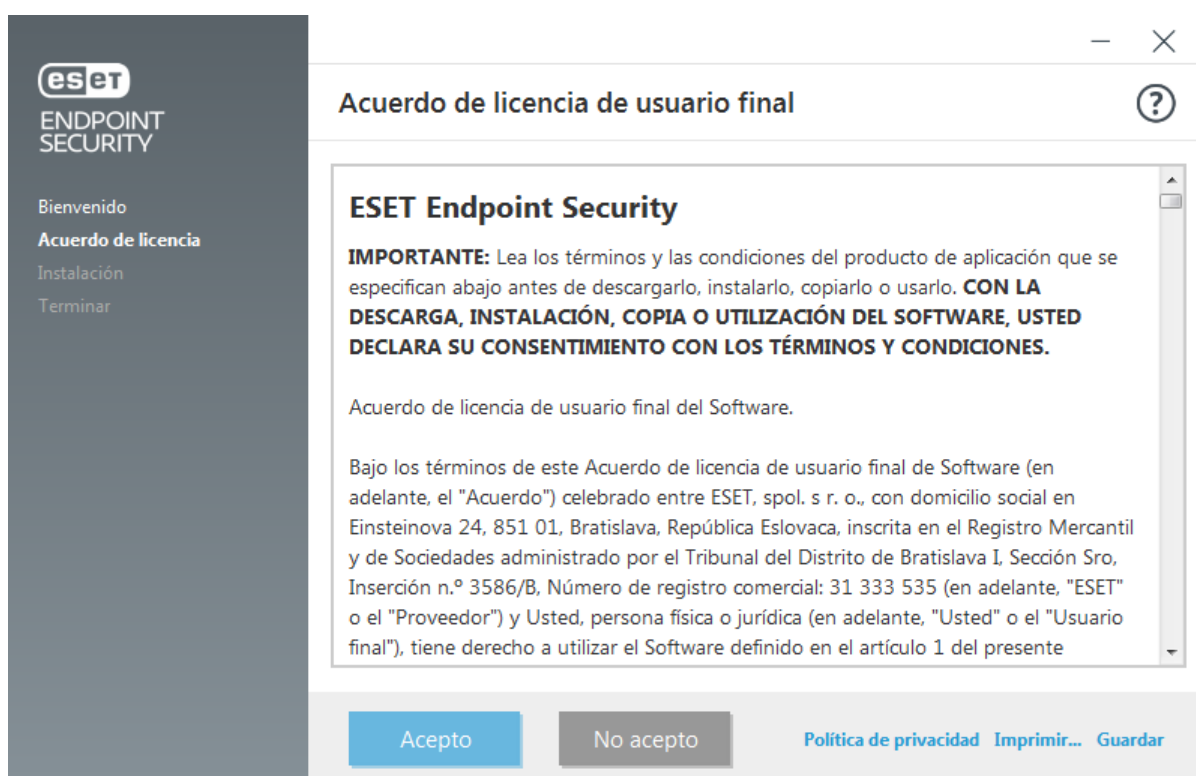 eset
ENDPOINT
SECURITY
Bienvenido
Acuerdo de licencia
Instalación
Terminar
Acuerdo de licencia de usuario final
?
ESET Endpoint Security
IMPORTANTE: Lea los términos y las condiciones del producto de aplicación que se
especifican abajo antes de descargarlo, instalarlo, copiarlo o usarlo. CON LA
DESCARGA, INSTALACIÓN, COPIA O UTILIZACIÓN DEL SOFTWARE, USTED
DECLARA SU CONSENTIMIENTO CON LOS TÉRMINOS Y CONDICIONES.
Acuerdo de licencia de usuario final del Software.
Bajo los términos de este Acuerdo de licencia de usuario final de Software (en
adelante, el "Acuerdo") celebrado entre ESET, spol. s r. o., con domicilio social en
Einsteinova 24, 851 01, Bratislava, República Eslovaca, inscrita en el Registro Mercantil
y de Sociedades administrado por el Tribunal del Distrito de Bratislava I, Sección Sro,
Inserción n.º 3586/B, Número de registro comercial: 31 333 535 (en adelante, "ESET"
o el "Proveedor") y Usted, persona física o jurídica (en adelante, "Usted" o el "Usuario
final"), tiene derecho a utilizar el Software definido en el artículo 1 del presente
Acepto
No acepto
Política de privacidad Imprimir... Guardar